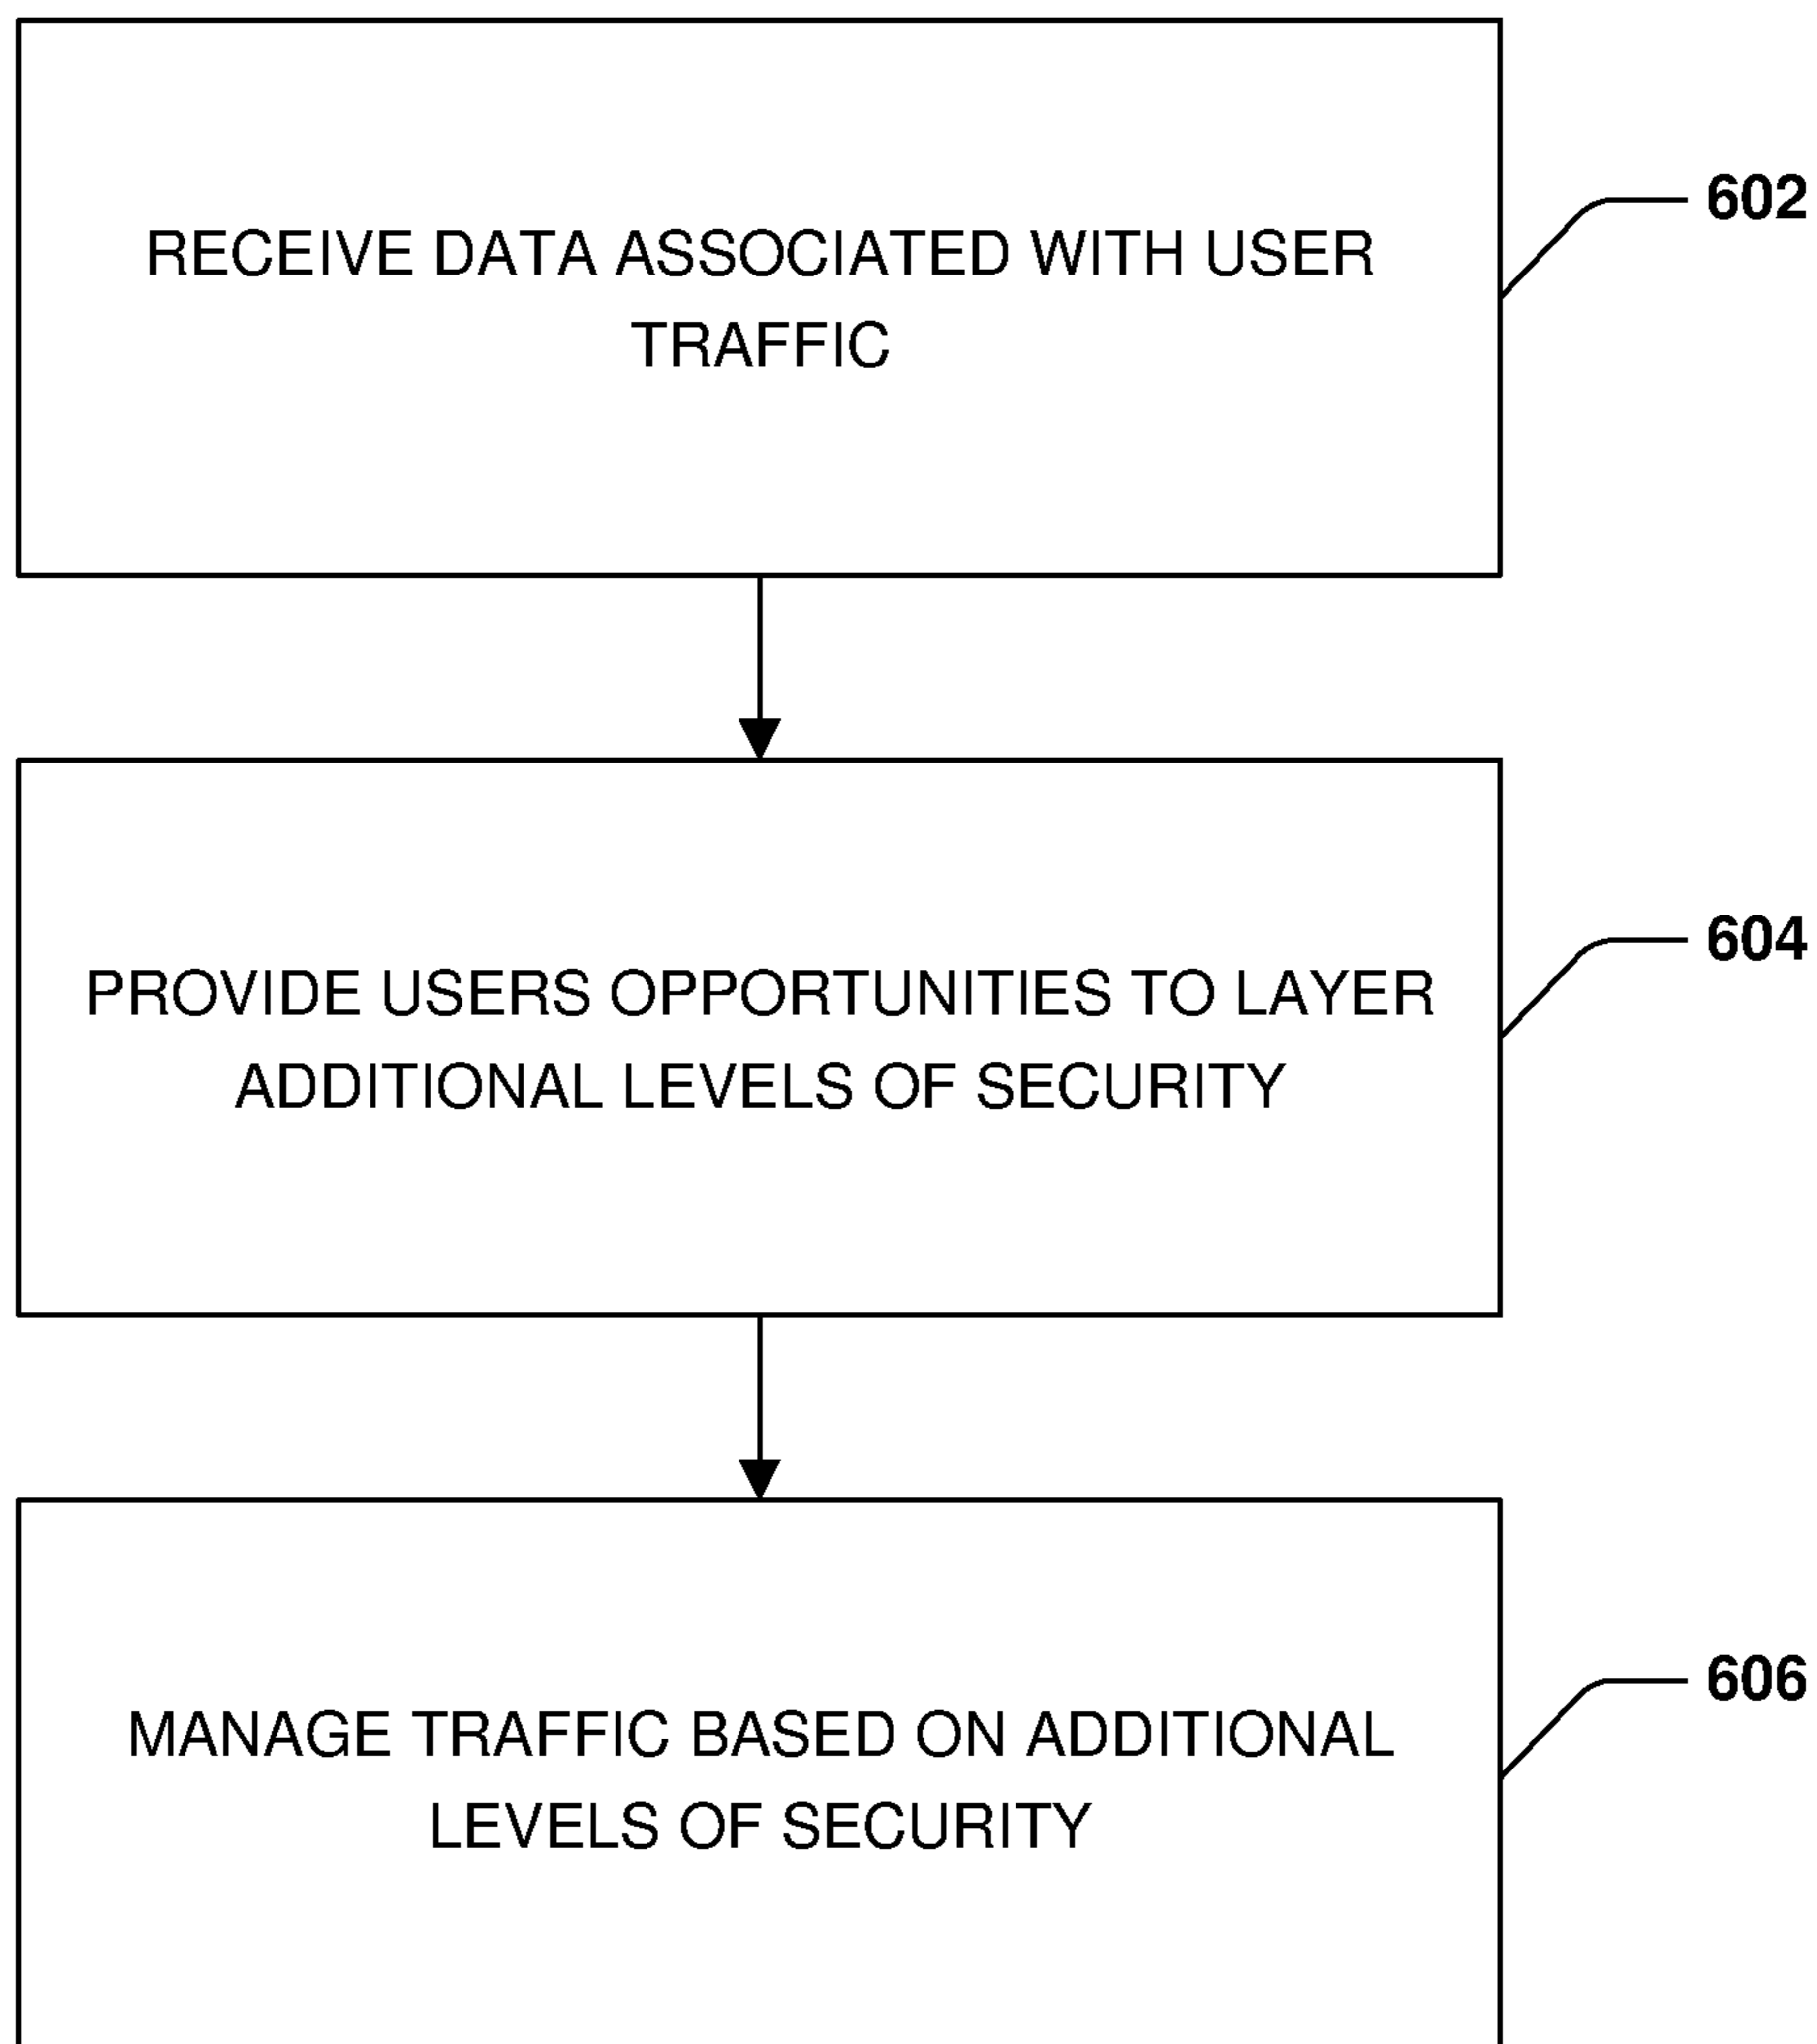 RECEIVE DATA ASSOCIATED WITH USER
TRAFFIC
602
PROVIDE USERS OPPORTUNITIES TO LAYER
ADDITIONAL LEVELS OF SECURITY
604
MANAGE TRAFFIC BASED ON ADDITIONAL
LEVELS OF SECURITY
606